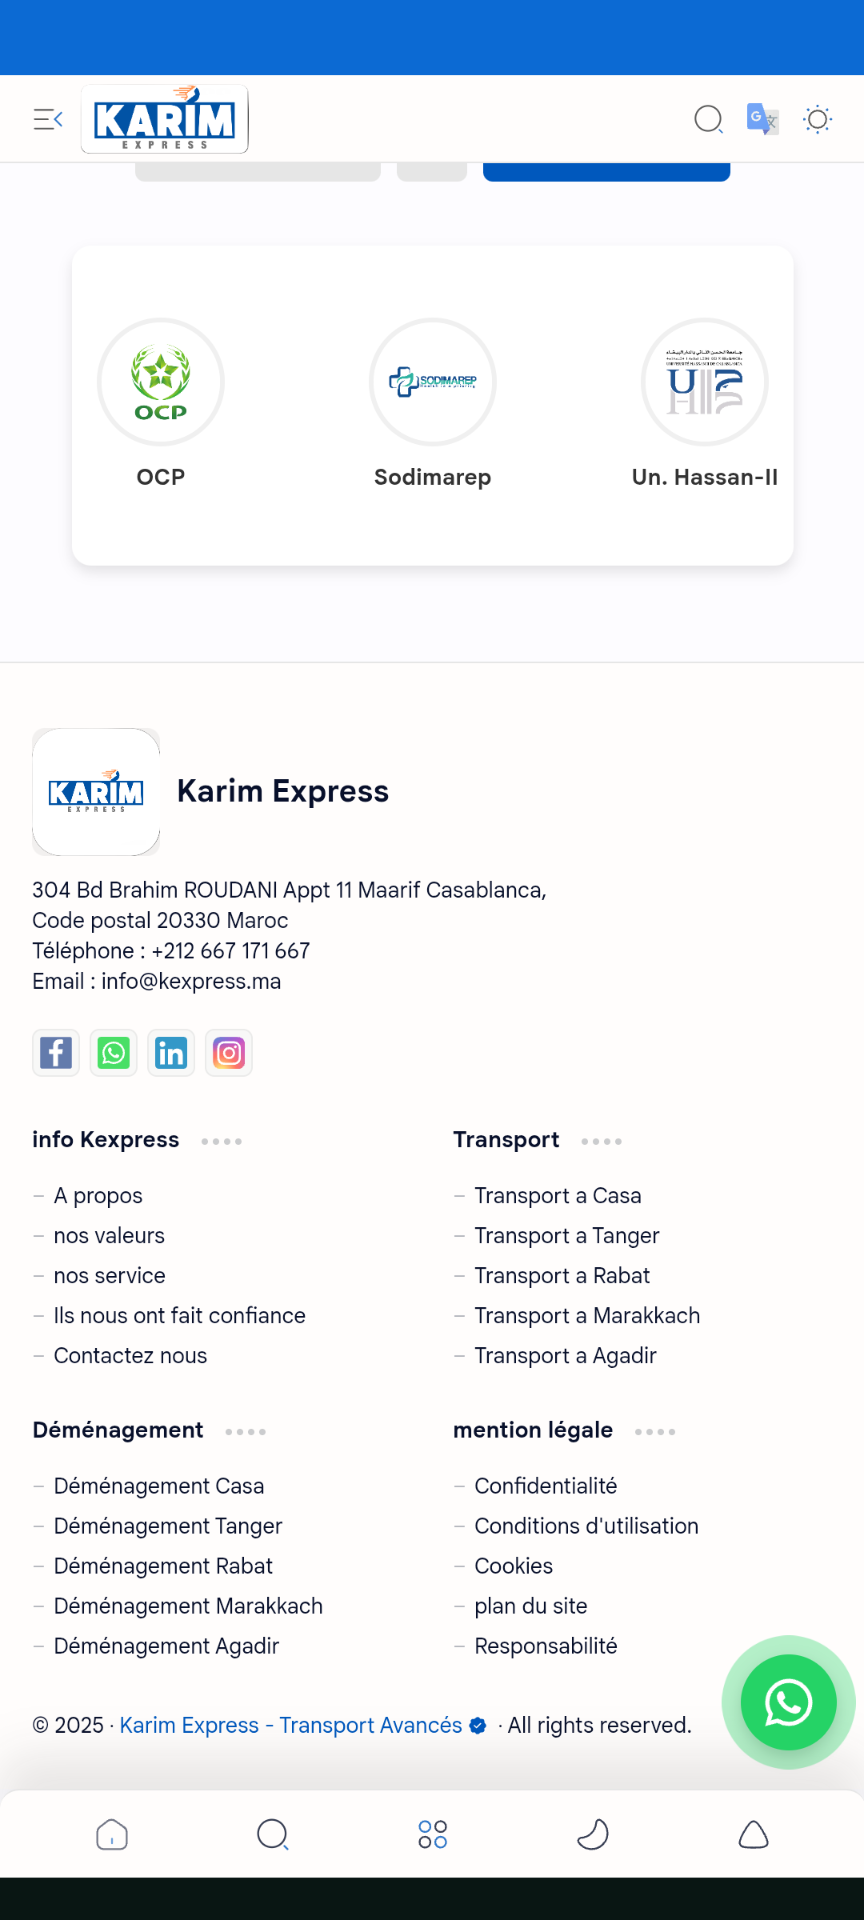 KARIM
EXPRESS
OCP
SODIMAREP
OCP
Sodimarep
Un. Hassan-II
KARIM
EXPRESS
Karim Express
304 Bd Brahim ROUDANI Appt 11 Maarif Casablanca,
Code postal 20330 Maroc
Téléphone : +212 667 171 667
Email : info@kexpress.ma
info Kexpress
A propos
nos valeurs
nos service
Ils nous ont fait confiance
Contactez nous
Transport
Transport a Casa
Transport a Tanger
Transport a Rabat
Transport a Marakkach
Transport a Agadir
Déménagement
Déménagement Casa
Déménagement Tanger
Déménagement Rabat
Déménagement Marakkach
Déménagement Agadir
mention légale
Confidentialité
Conditions d'utilisation
Cookies
plan du site
Responsabilité
© 2025 · Karim Express - Transport Avancés · All rights reserved.